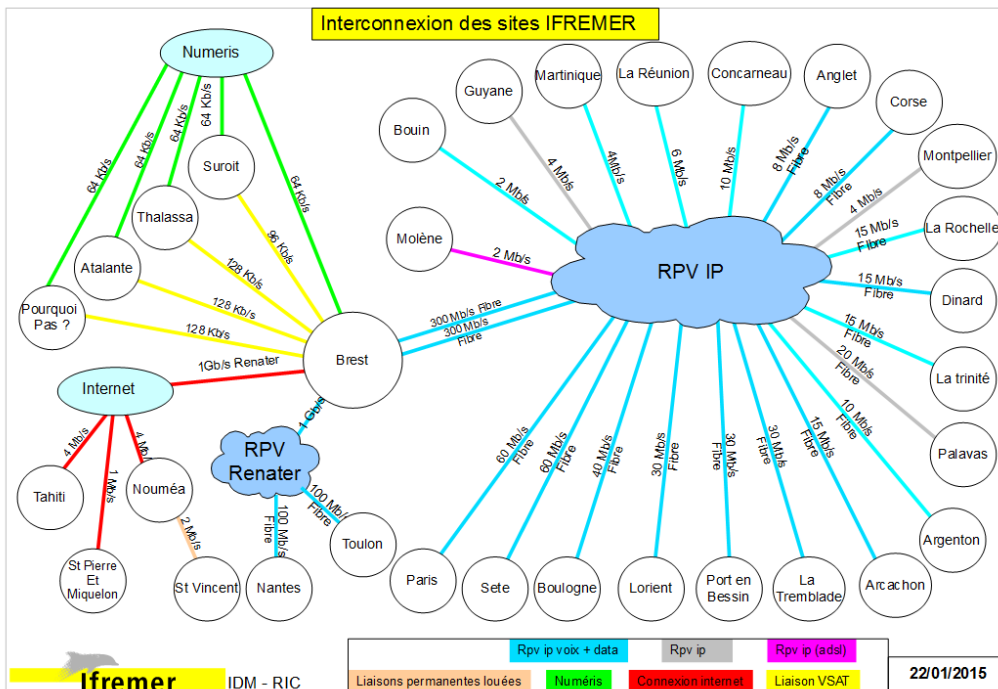 Interconnexion des sites IFREMER
Numeris
64 Kb/s
64 Kb/s
64 Kb/s
64 Kb/s
64 Kb/s
Suroit
Thalassa
Atalante
Pourquoi
Pas ?
96 Kb/s
128 Kb/s
128 Kb/s
128 Kb/s
Brest
1Gb/s Renater
Internet
4 Mb/s
1 Mb/s
4 Mb/
Tahiti
Nouméa
St Pierre
Et
Miquelon
2 Mb/s
St Vincent
1 Gb/s
RPV
Renater
100 Mb/s
Fibre
100 Mb/s
Fibre
Nantes
Toulon
300 Mb/s Fibre
300 Mb/s
Fibre
RPV IP
Molène
2 Mb/s
Bouin
2 Mb/s
Guyane
4 Mb/s
Martinique
4Mb/s
La Réunion
6 Mb/s
Concarneau
10 Mb/s
Anglet
8 Mb/s
Fibre
Corse
8 Mb/s
Fibre
Montpellier
4 Mb/s
La Rochelle
15 Mb/s
Fibre
Dinard
15 Mb/s
Fibre
La trinité
15 Mb/s
Fibre
Palavas
20 Mb/s
Fibre
Argenton
10 Mb/s
Fibre
Arcachon
15 Mb/s
Fibre
La
Tremblade
30 Mb/s
Fibre
Port en
Bessin
30 Mb/s
Fibre
Lorient
30 Mb/s
Fibre
Boulogne
40 Mb/s
Fibre
Sete
60 Mb/s
Fibre
Paris
60 Mb/s
Fibre
Ifremer
IDM - RIC
Rpv ip voix + data
Rpv ip
Rpv ip (adsl)
Liaisons permanentes louées
Numéris
Connexion internet
Liaison VSAT
22/01/2015